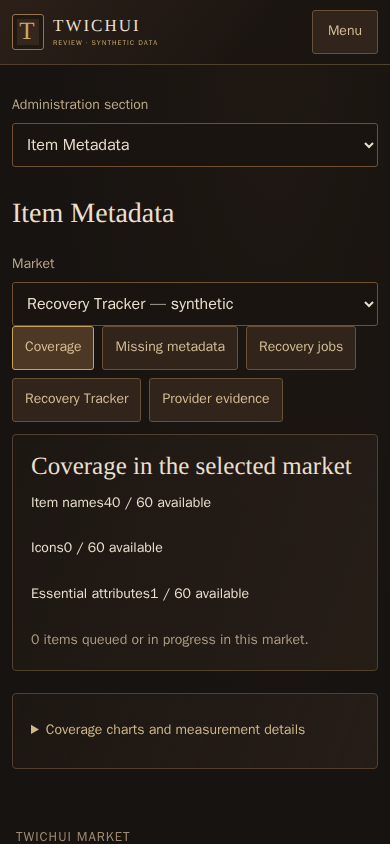 T
TWICHUI
REVIEW · SYNTHETIC DATA
Menu
Administration section
Item Metadata
Item Metadata
Market
Recovery Tracker — synthetic
Coverage
Missing metadata
Recovery jobs
Recovery Tracker
Provider evidence
Coverage in the selected market
Item names40 / 60 available
Icons0 / 60 available
Essential attributes1 / 60 available
0 items queued or in progress in this market.
Coverage charts and measurement details
TWICHUI MARKET